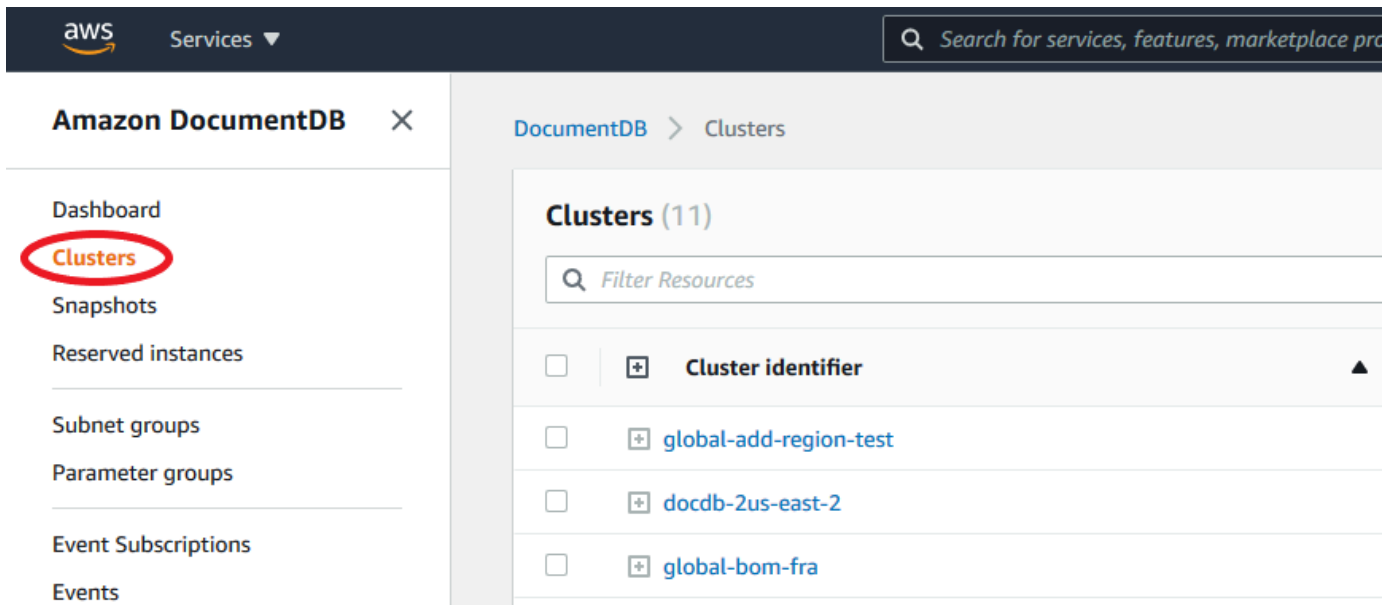 aws Services ▼ Search for services, features, marketplace pro
Amazon DocumentDB ×
Dashboard
Clusters
Snapshots
Reserved instances
Subnet groups
Parameter groups
Event Subscriptions
Events
DocumentDB > Clusters
Clusters (11)
Filter Resources
Cluster identifier ▲
global-add-region-test
docdb-2us-east-2
global-bom-fra